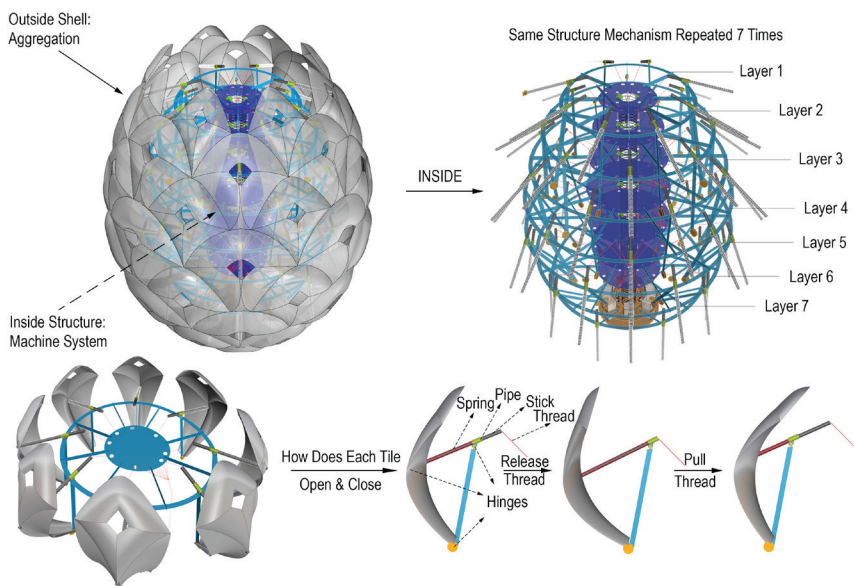 Outside Shell:
Aggregation
Same Structure Mechanism Repeated 7 Times
Layer 1
Layer 2
Layer 3
INSIDE
Layer 4
Layer 5
Layer 6
Layer 7
Inside Structure:
Machine System
How Does Each Tile
Open & Close
Spring
Pipe
Stick
Thread
Release
Thread
Hinges
Pull
Thread